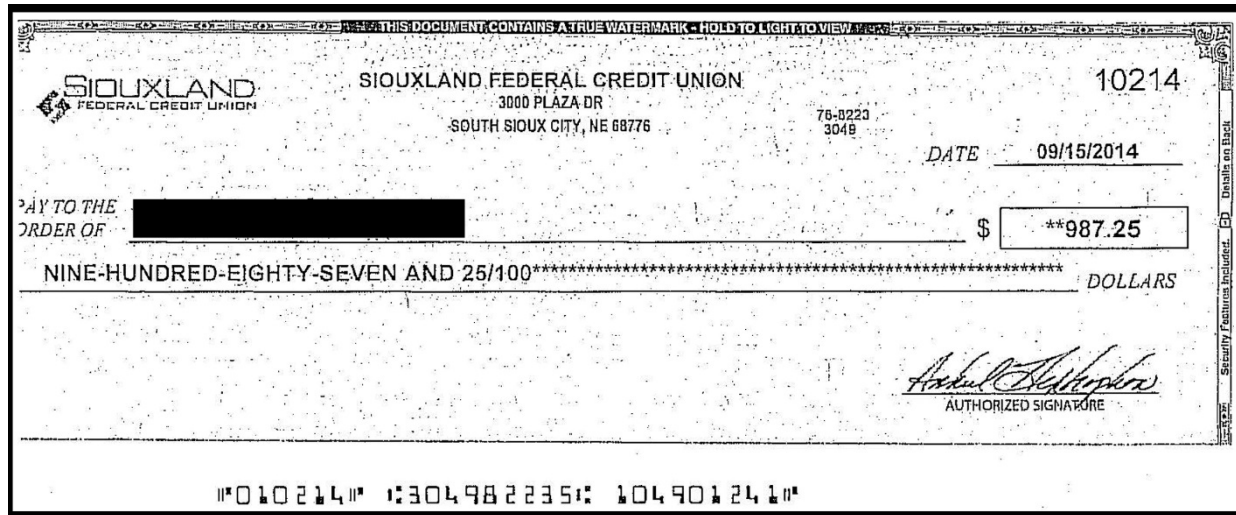 THIS DOCUMENT CONTAINS A TRUE WATERMARK - HOLD TO LIGHT TO VIEW
SIOUXLAND
FEDERAL CREDIT UNION
SIOUXLAND FEDERAL CREDIT UNION
3000 PLAZA DR
SOUTH SIOUX CITY, NE 68776
76-8223
3049
10214
DATE 09/15/2014
PAY TO THE
ORDER OF
$ **987.25
NINE-HUNDRED-EIGHTY-SEVEN AND 25/100************************************************************
DOLLARS
AUTHORIZED SIGNATURE
Security Features Included. Details on Back
⑈010214⑈ ⑆304982235⑆ 104901241⑈